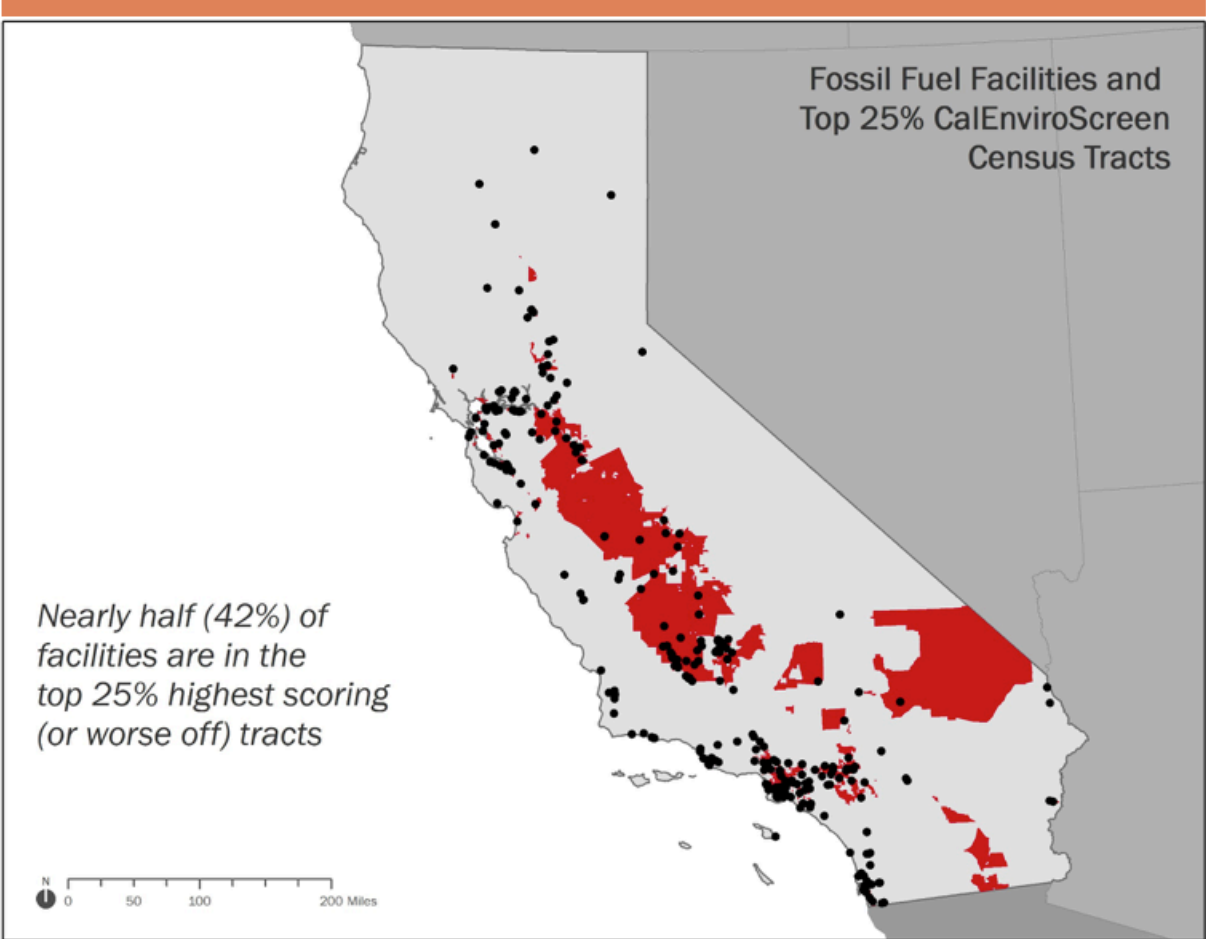 Fossil Fuel Facilities and
Top 25% CalEnviroScreen
Census Tracts
Nearly half (42%) of
facilities are in the
top 25% highest scoring
(or worse off) tracts
N
0 50 100 200 Miles